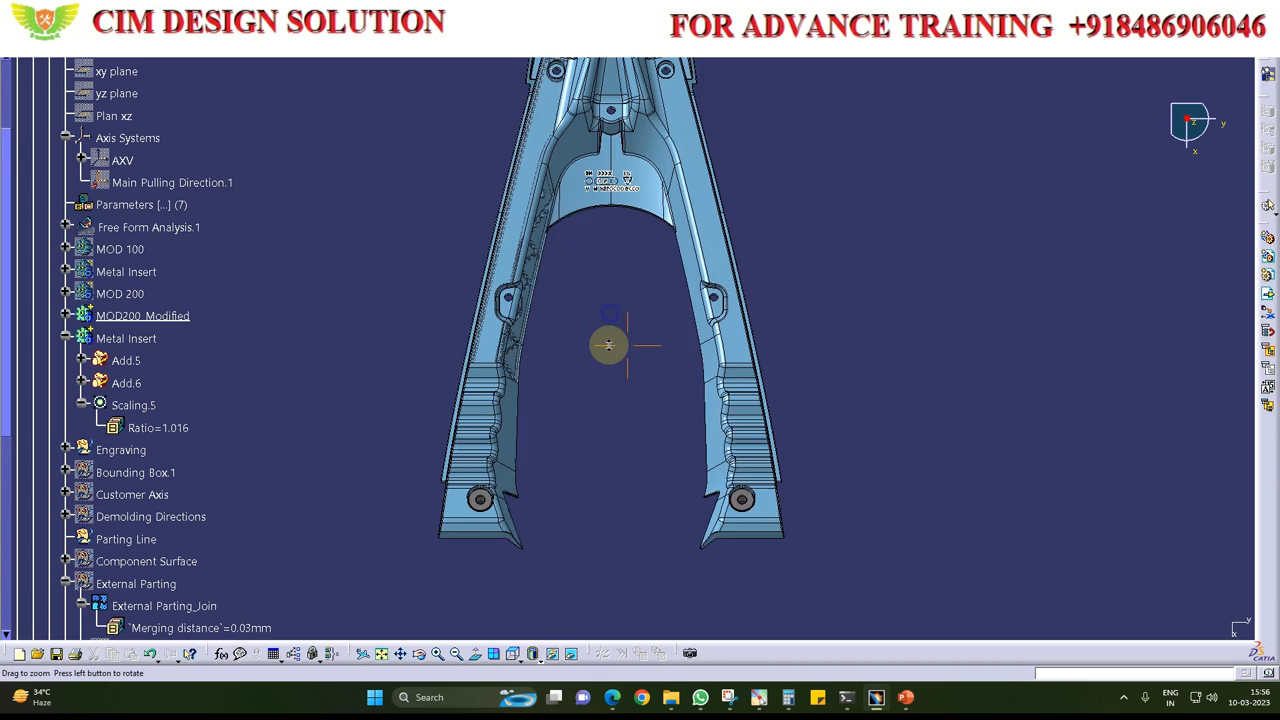 CIM DESIGN SOLUTION
FOR ADVANCE TRAINING +918486906046
xy plane
yz plane
Plan xz
Axis Systems
AXV
Main Pulling Direction.1
Parameters [...] (7)
Free Form Analysis.1
MOD 100
Metal Insert
MOD 200
MOD200_Modified
Metal Insert
Add.5
Add.6
Scaling.5
Ratio=1.016
Engraving
Bounding Box.1
Customer Axis
Demolding Directions
Parting Line
Component Surface
External Parting
External Parting_Join
`Merging distance`=0.03mm
z
y
x
y
x
f(x)
CATIA
Drag to zoom Press left button to rotate
34°C
Haze
Search
ENG
IN
15:56
10-03-2023